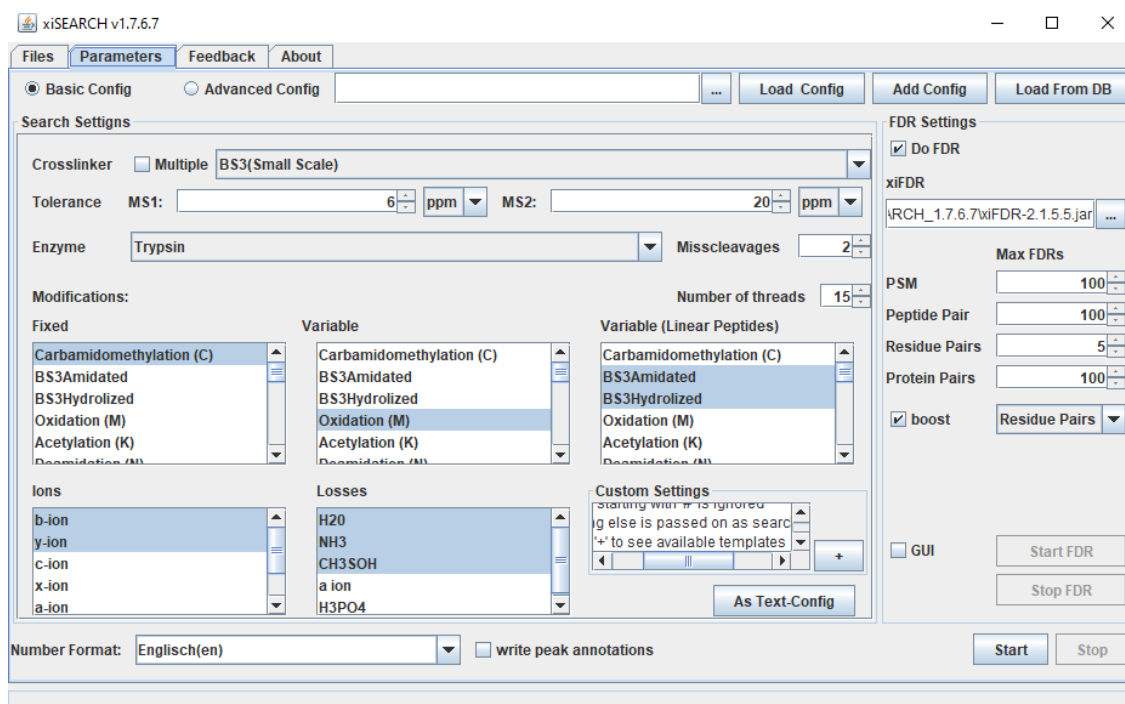 xiSEARCH v1.7.6.7
Files Parameters Feedback About
Basic Config Advanced Config ... Load Config Add Config Load From DB
Search Settigns
Crosslinker Multiple BS3(Small Scale)
Tolerance MS1: 6 ppm MS2: 20 ppm
Enzyme Trypsin Misscleavages 2
Modifications: Number of threads 15
Fixed Variable Variable (Linear Peptides)
Carbamidomethylation (C) Carbamidomethylation (C) Carbamidomethylation (C)
BS3Amidated BS3Amidated BS3Amidated
BS3Hydrolized BS3Hydrolized BS3Hydrolized
Oxidation (M) Oxidation (M) Oxidation (M)
Acetylation (K) Acetylation (K) Acetylation (K)
Deamidation (N) Deamidation (N) Deamidation (N)
Ions Losses Custom Settings
b-ion H20 starting with '#' is ignored
y-ion NH3 g else is passed on as searc
c-ion CH3SOH '+' to see available templates
x-ion a ion +
a-ion H3PO4 As Text-Config
FDR Settings
Do FDR
xiFDR
\RCH_1.7.6.7\xiFDR-2.1.5.5.jar ...
Max FDRs
PSM 100
Peptide Pair 100
Residue Pairs 5
Protein Pairs 100
boost Residue Pairs
GUI Start FDR
Stop FDR
Number Format: Englisch(en) write peak annotations Start Stop